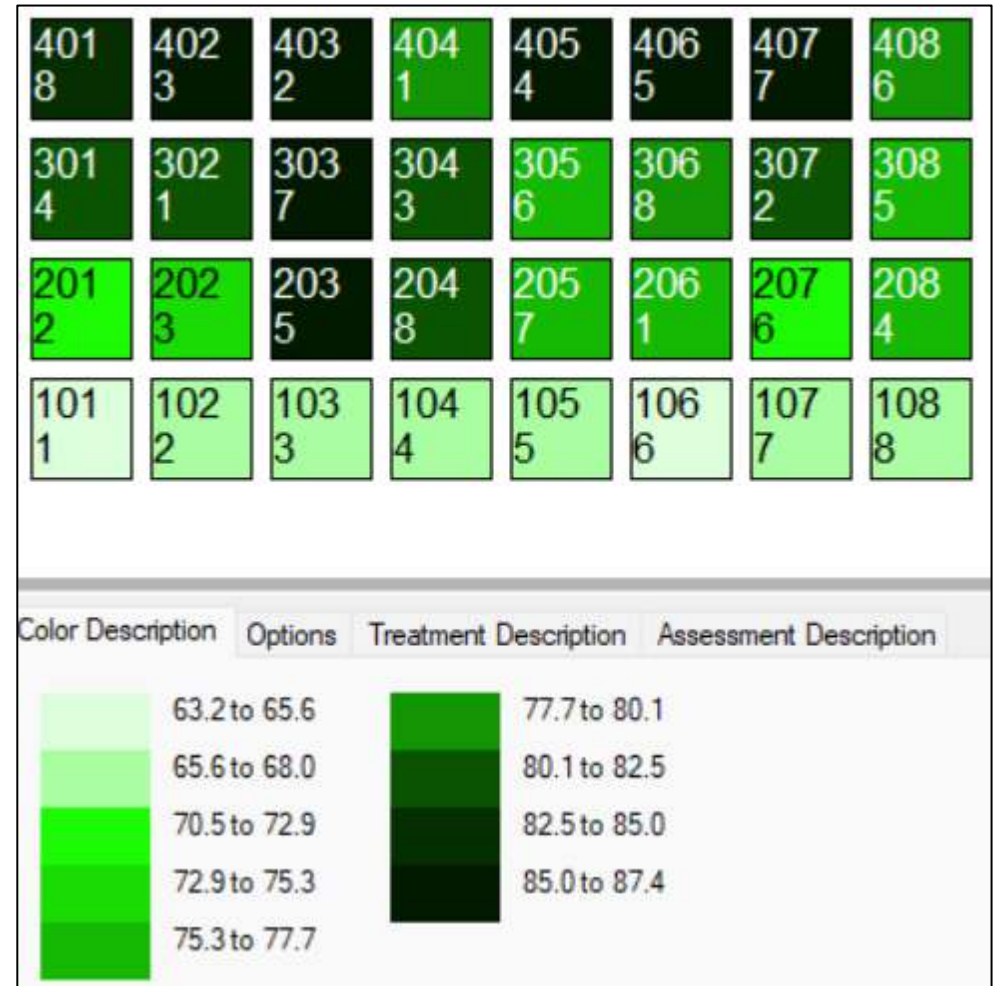 401 402 403 404 405 406 407 408
8 3 2 1 4 5 7 6
301 302 303 304 305 306 307 308
4 1 7 3 6 8 2 5
201 202 203 204 205 206 207 208
2 3 5 8 7 1 6 4
101 102 103 104 105 106 107 108
1 2 3 4 5 6 7 8
Color Description Options Treatment Description Assessment Description
63.2 to 65.6 77.7 to 80.1
65.6 to 68.0 80.1 to 82.5
70.5 to 72.9 82.5 to 85.0
72.9 to 75.3 85.0 to 87.4
75.3 to 77.7